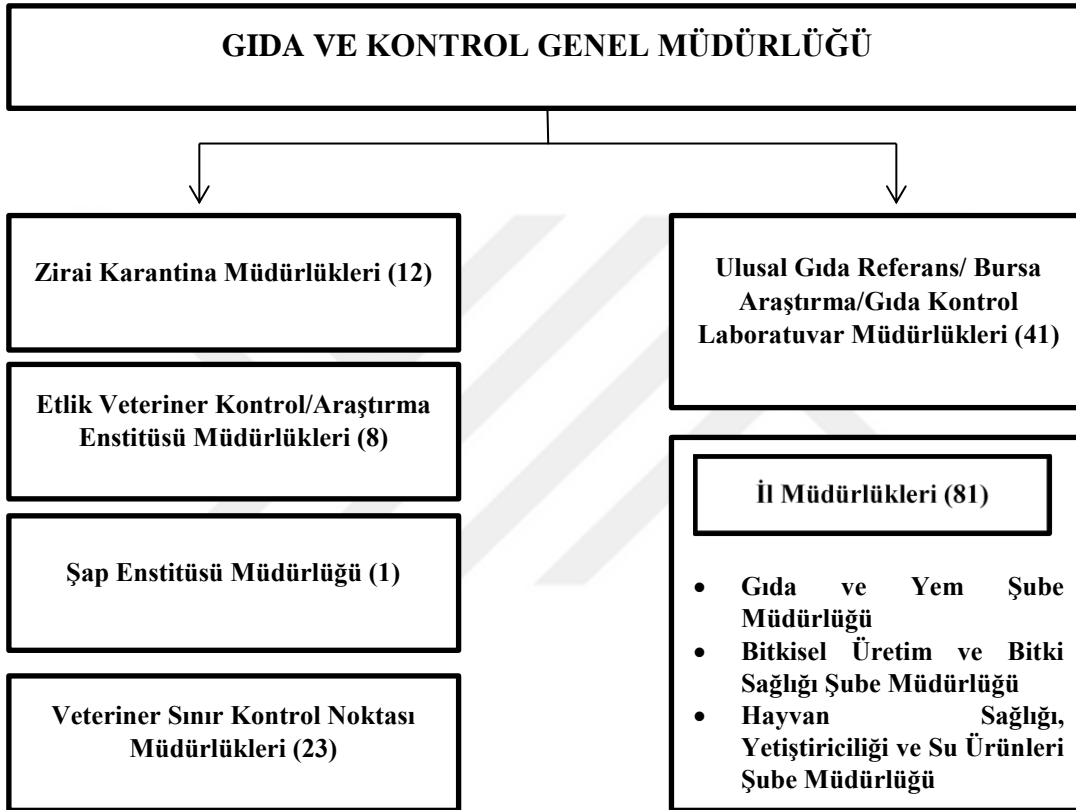 GIDA VE KONTROL GENEL MÜDÜRLÜĞÜ
Zirai Karantina Müdürlükleri (12)
Etlik Veteriner Kontrol/Araştırma
Enstitüsü Müdürlükleri (8)
Şap Enstitüsü Müdürlüğü (1)
Veteriner Sınır Kontrol Noktası
Müdürlükleri (23)
Ulusal Gıda Referans/ Bursa
Araştırma/Gıda Kontrol
Laboratuvar Müdürlükleri (41)
İl Müdürlükleri (81)
• Gıda ve Yem Şube
Müdürlüğü
• Bitkisel Üretim ve Bitki
Sağlığı Şube Müdürlüğü
• Hayvan Sağlığı,
Yetiştiriciliği ve Su Ürünleri
Şube Müdürlüğü